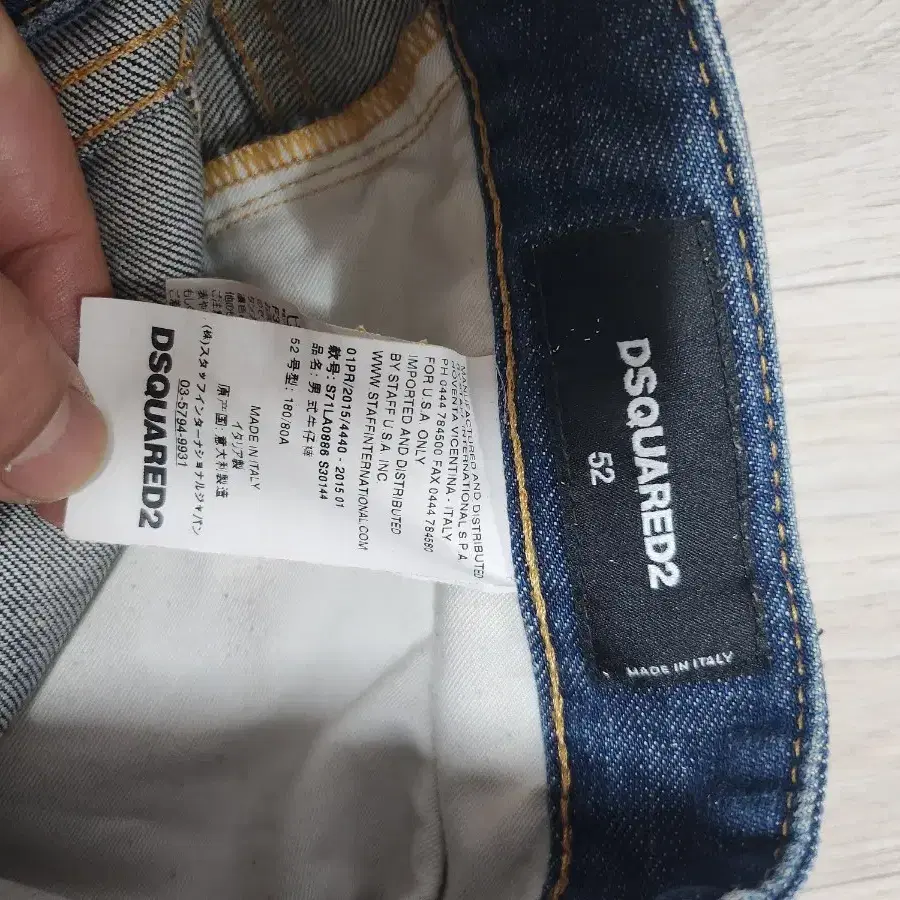 DSQUARED2
52
MADE IN ITALY
MANUFACTURED AND DISTRIBUTED
INTERNATIONAL S.P.A
VICENTINA - ITALY
PH 0444 784500 FAX 0444 784580
FOR U.S.A. ONLY
IMPORTED AND DISTRIBUTED
BY STAFF U.S.A. INC
WWW.STAFFINTERNATIONAL.COM
01PR/2015/4440 - 2015 01
款号: S71LA0886 S30144
品名: 男式牛仔裤
52 号型: 180/80A
MADE IN ITALY
イタリア製
原产国: 意大利製造
(株)スタッフインターナショナルジャパン
03-5794-9931
DSQUARED2